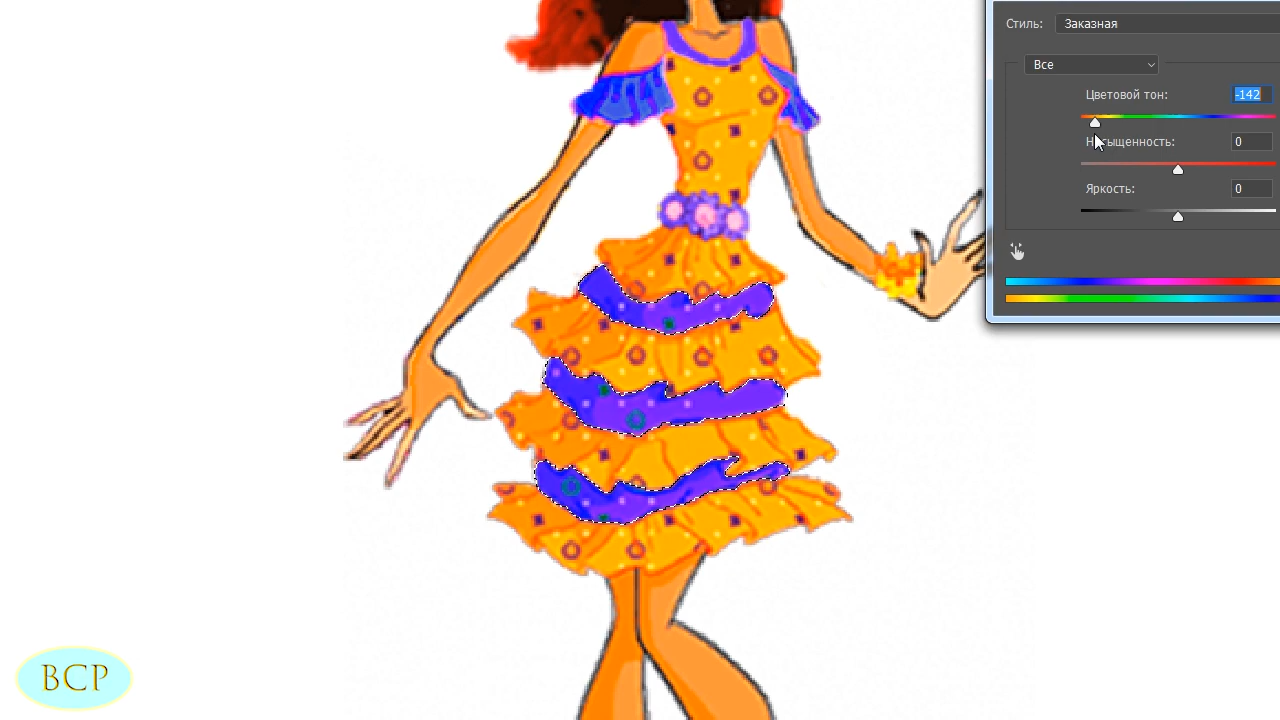 Стиль: Заказная
Все
Цветовой тон: -142
Насыщенность: 0
Яркость: 0
BCP